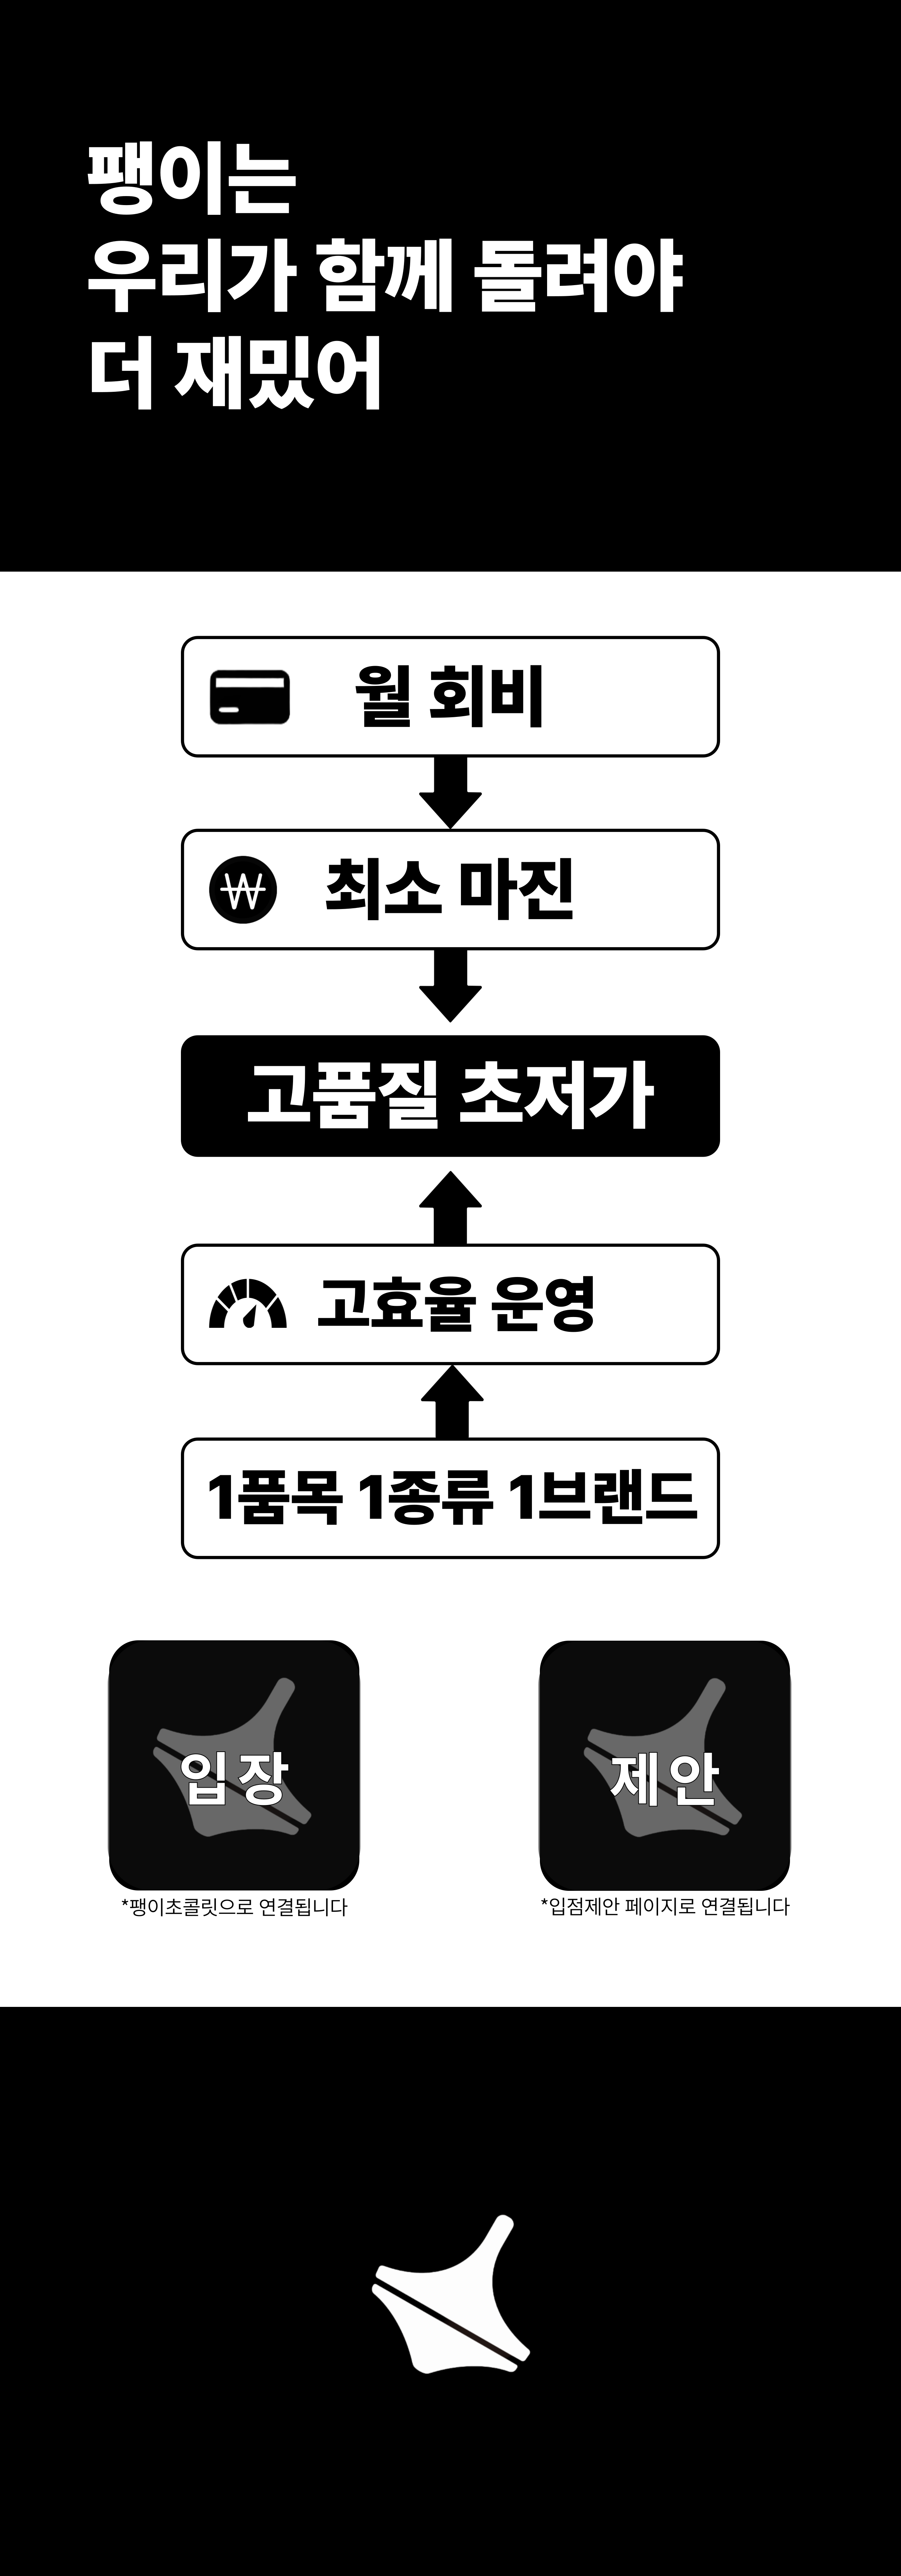 팽이는
우리가 함께 돌려야
더 재밌어
월 회비
₩ 최소 마진
고품질 초저가
고효율 운영
1품목 1종류 1브랜드
입장
제안
*팽이초콜릿으로 연결됩니다
*입점제안 페이지로 연결됩니다